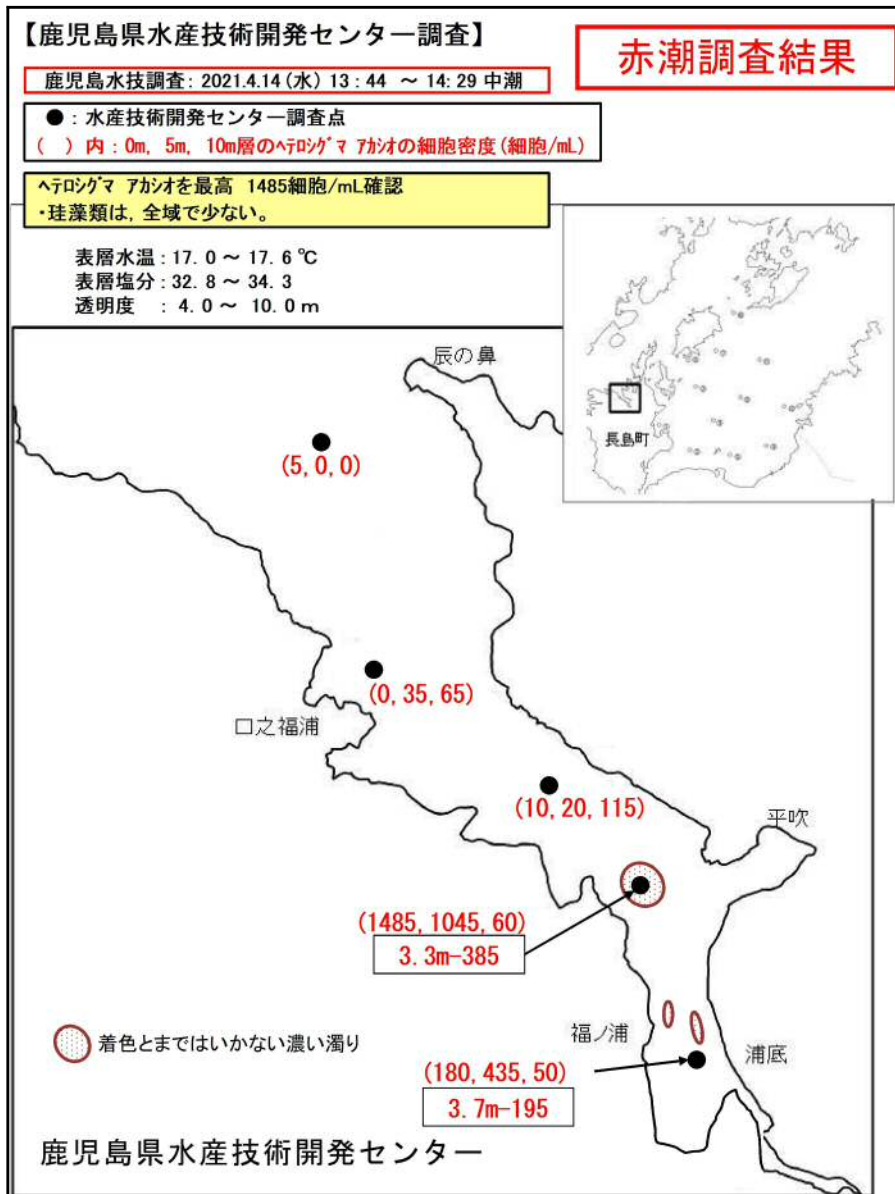 【鹿児島県水産技術開発センター調査】
赤潮調査結果
鹿児島水技調査: 2021.4.14(水) 13:44 ～ 14:29 中潮
●: 水産技術開発センター調査点
( ) 内: 0m, 5m, 10m層のﾍﾃﾛｼｸﾞﾏ ｱｶｼｵの細胞密度(細胞/mL)
ﾍﾃﾛｼｸﾞﾏ ｱｶｼｵを最高 1485細胞/mL確認
・珪藻類は, 全域で少ない。
表層水温: 17.0 ～ 17.6 ℃
表層塩分: 32.8 ～ 34.3
透明度 : 4.0 ～ 10.0 m
長島町
辰の鼻
(5, 0, 0)
(0, 35, 65)
口之福浦
(10, 20, 115)
平吹
(1485, 1045, 60)
3.3m-385
着色とまではいかない濃い濁り
福ノ浦
浦底
(180, 435, 50)
3.7m-195
鹿児島県水産技術開発センター